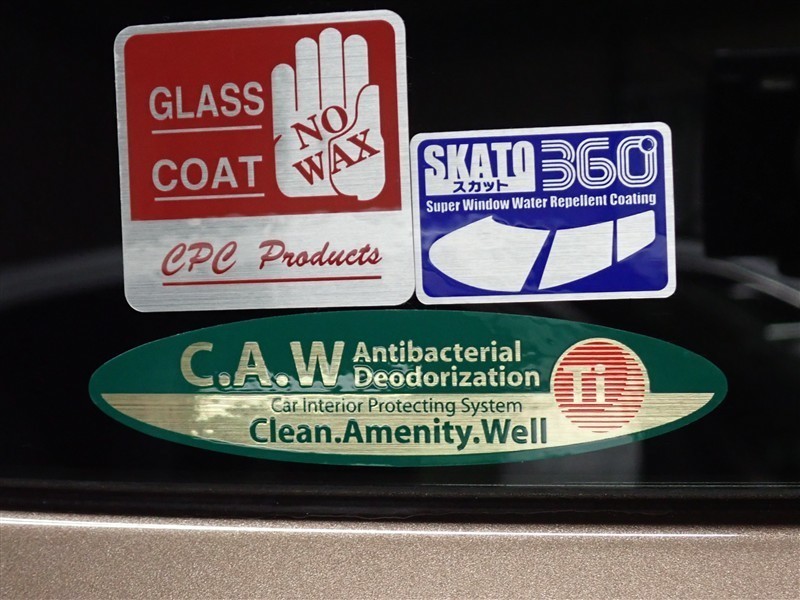 GLASS
COAT
NO
WAX
CPC Products
SKATO 360°
スカット
Super Window Water Repellent Coating
C.A.W Antibacterial
Deodorization
Ti
Car Interior Protecting System
Clean.Amenity.Well